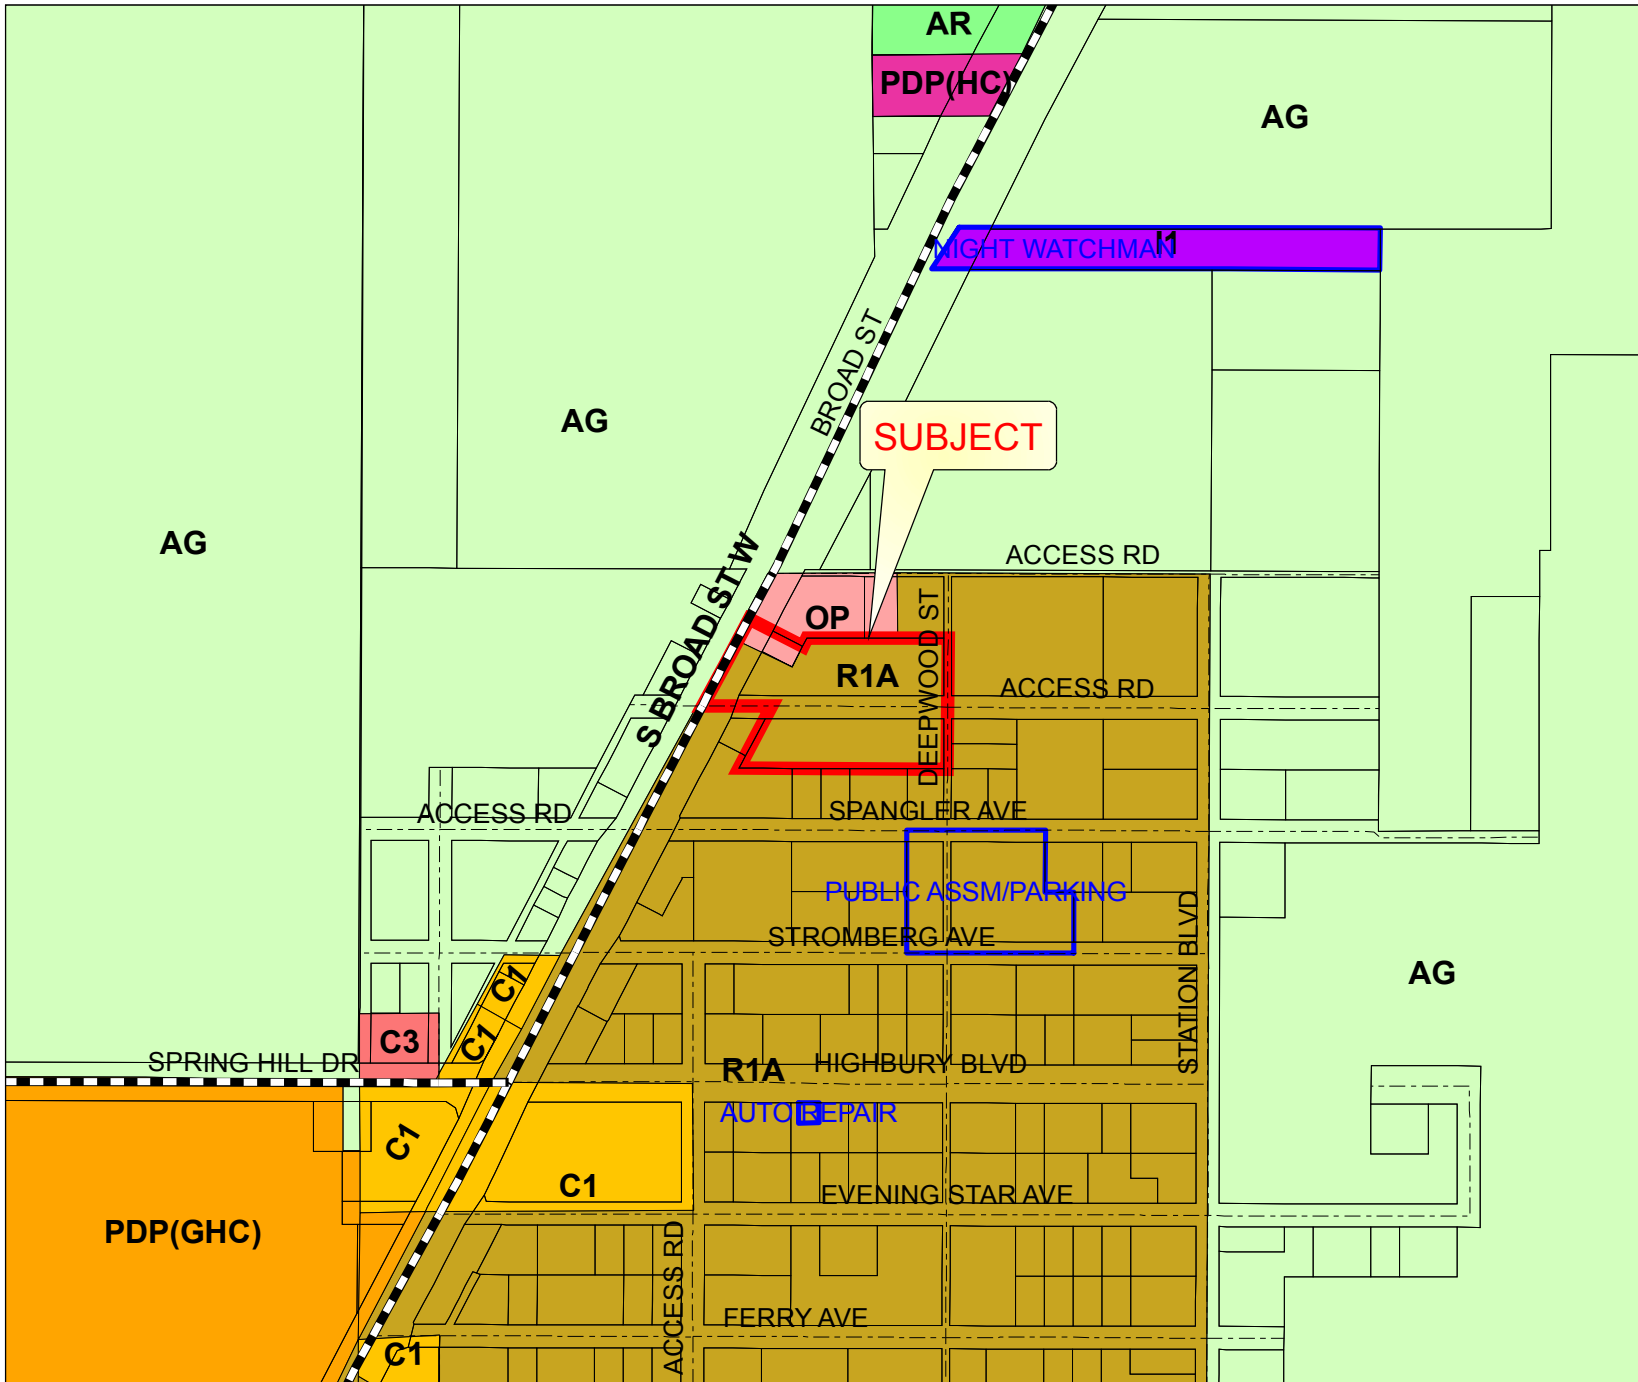 AR
PDP(HC)
AG
I1
NIGHT WATCHMAN
BROAD ST
AG
SUBJECT
AG
ACCESS RD
S BROAD ST W
OP
DEEPWOOD ST
R1A
ACCESS RD
ACCESS RD
SPANGLER AVE
PUBLIC ASSM/PARKING
STROMBERG AVE
STATION BLVD
AG
C1
C1
C3
SPRING HILL DR
R1A
HIGHBURY BLVD
AUTO REPAIR
C1
C1
EVENING STAR AVE
PDP(GHC)
ACCESS RD
FERRY AVE
C1